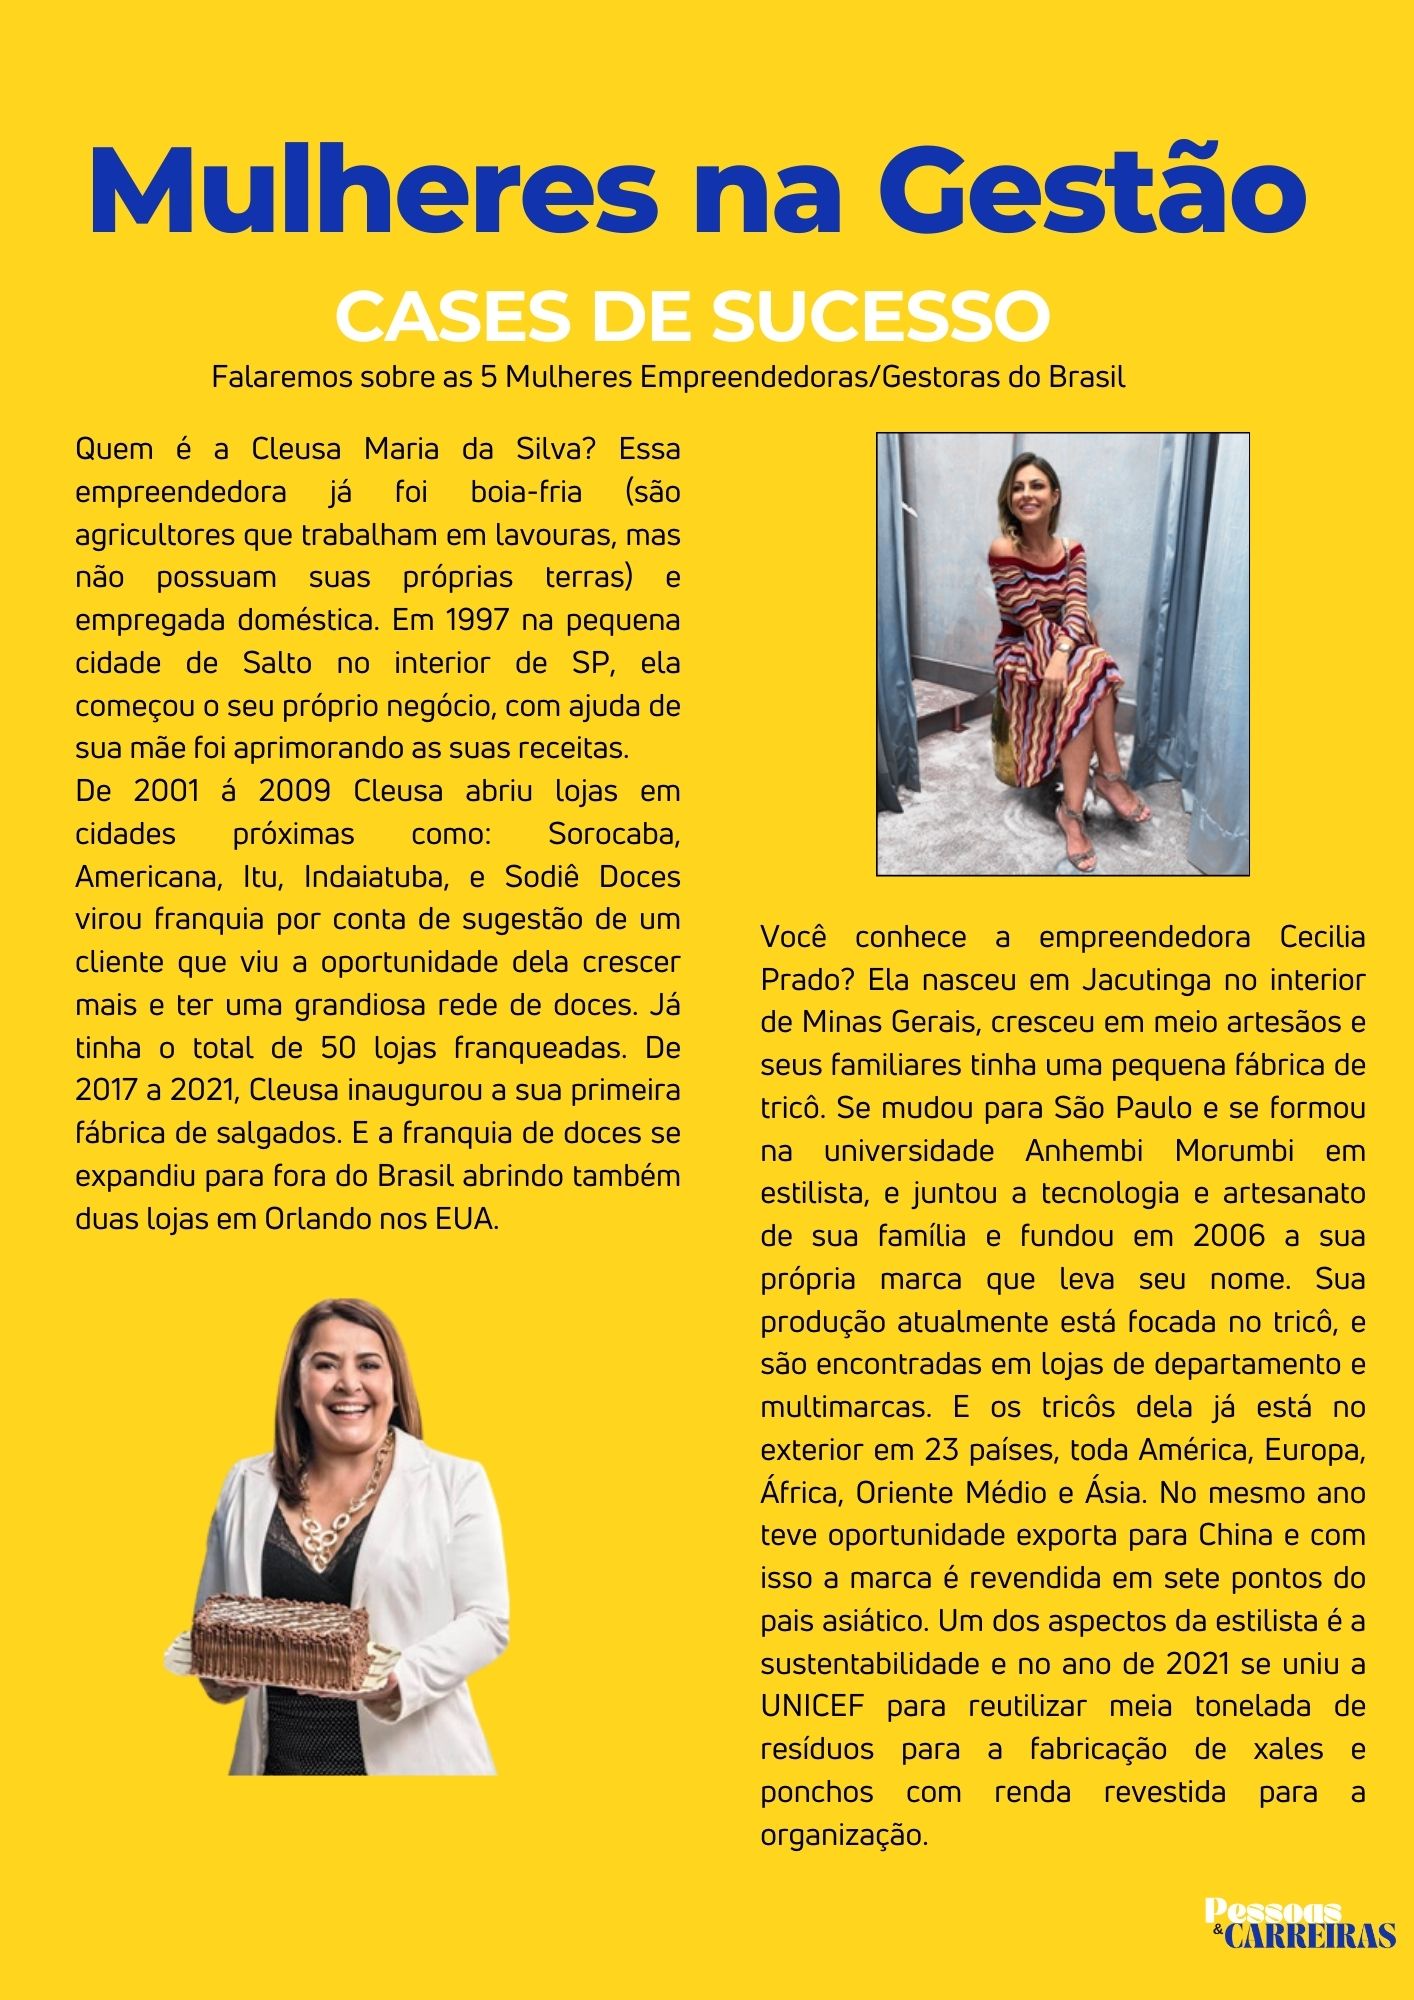 Mulheres na Gestão
CASES DE SUCESSO
Falaremos sobre as 5 Mulheres Empreendedoras/Gestoras do Brasil
Quem é a Cleusa Maria da Silva? Essa
empreendedora já foi boia-fria (são
agricultores que trabalham em lavouras, mas
não possuam suas próprias terras) e
empregada doméstica. Em 1997 na pequena
cidade de Salto no interior de SP, ela
começou o seu próprio negócio, com ajuda de
sua mãe foi aprimorando as suas receitas.
De 2001 á 2009 Cleusa abriu lojas em
cidades próximas como: Sorocaba,
Americana, Itu, Indaiatuba, e Sodiê Doces
virou franquia por conta de sugestão de um
cliente que viu a oportunidade dela crescer
mais e ter uma grandiosa rede de doces. Já
tinha o total de 50 lojas franqueadas. De
2017 a 2021, Cleusa inaugurou a sua primeira
fábrica de salgados. E a franquia de doces se
expandiu para fora do Brasil abrindo também
duas lojas em Orlando nos EUA.
Você conhece a empreendedora Cecilia
Prado? Ela nasceu em Jacutinga no interior
de Minas Gerais, cresceu em meio artesãos e
seus familiares tinha uma pequena fábrica de
tricô. Se mudou para São Paulo e se formou
na universidade Anhembi Morumbi em
estilista, e juntou a tecnologia e artesanato
de sua família e fundou em 2006 a sua
própria marca que leva seu nome. Sua
produção atualmente está focada no tricô, e
são encontradas em lojas de departamento e
multimarcas. E os tricôs dela já está no
exterior em 23 países, toda América, Europa,
África, Oriente Médio e Ásia. No mesmo ano
teve oportunidade exporta para China e com
isso a marca é revendida em sete pontos do
pais asiático. Um dos aspectos da estilista é a
sustentabilidade e no ano de 2021 se uniu a
UNICEF para reutilizar meia tonelada de
resíduos para a fabricação de xales e
ponchos com renda revestida para a
organização.
Pessoas
& CARREIRAS